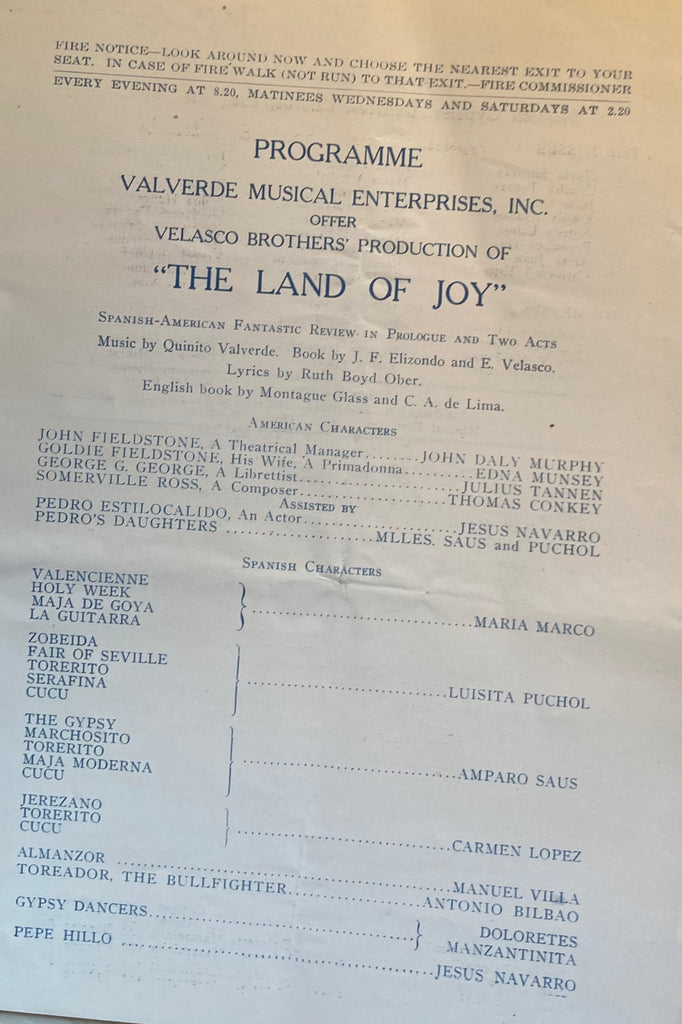 FIRE NOTICE—LOOK AROUND NOW AND CHOOSE THE NEAREST EXIT TO YOUR
SEAT. IN CASE OF FIRE WALK (NOT RUN) TO THAT EXIT.—FIRE COMMISSIONER
EVERY EVENING AT 8.20, MATINEES WEDNESDAYS AND SATURDAYS AT 2.20
PROGRAMME
VALVERDE MUSICAL ENTERPRISES, INC.
OFFER
VELASCO BROTHERS' PRODUCTION OF
"THE LAND OF JOY"
SPANISH-AMERICAN FANTASTIC REVIEW IN PROLOGUE AND TWO ACTS
Music by Quinito Valverde. Book by J. F. Elizondo and E. Velasco.
Lyrics by Ruth Boyd Ober.
English book by Montague Glass and C. A. de Lima.
AMERICAN CHARACTERS
JOHN FIELDSTONE, A Theatrical Manager........JOHN DALY MURPHY
GOLDIE FIELDSTONE, His Wife, A Primadonna..........EDNA MUNSEY
GEORGE G. GEORGE, A Librettist........................JULIUS TANNEN
SOMERVILLE ROSS, A Composer........................THOMAS CONKEY
ASSISTED BY
PEDRO ESTILOCALIDO, An Actor........................JESUS NAVARRO
PEDRO'S DAUGHTERS ....................MLLES. SAUS and PUCHOL
SPANISH CHARACTERS
VALENCIENNE
HOLY WEEK
MAJA DE GOYA
LA GUITARRA
}...............................MARIA MARCO
ZOBEIDA
FAIR OF SEVILLE
TORERITO
SERAFINA
CUCU
}...............................LUISITA PUCHOL
THE GYPSY
MARCHOSITO
TORERITO
MAJA MODERNA
CUCU
}...............................AMPARO SAUS
JEREZANO
TORERITO
CUCU
}...............................CARMEN LOPEZ
ALMANZOR ...............................................MANUEL VILLA
TOREADOR, THE BULLFIGHTER...................ANTONIO BILBAO
GYPSY DANCERS.....................................} DOLORETES
MANZANTINITA
PEPE HILLO ............................................JESUS NAVARRO